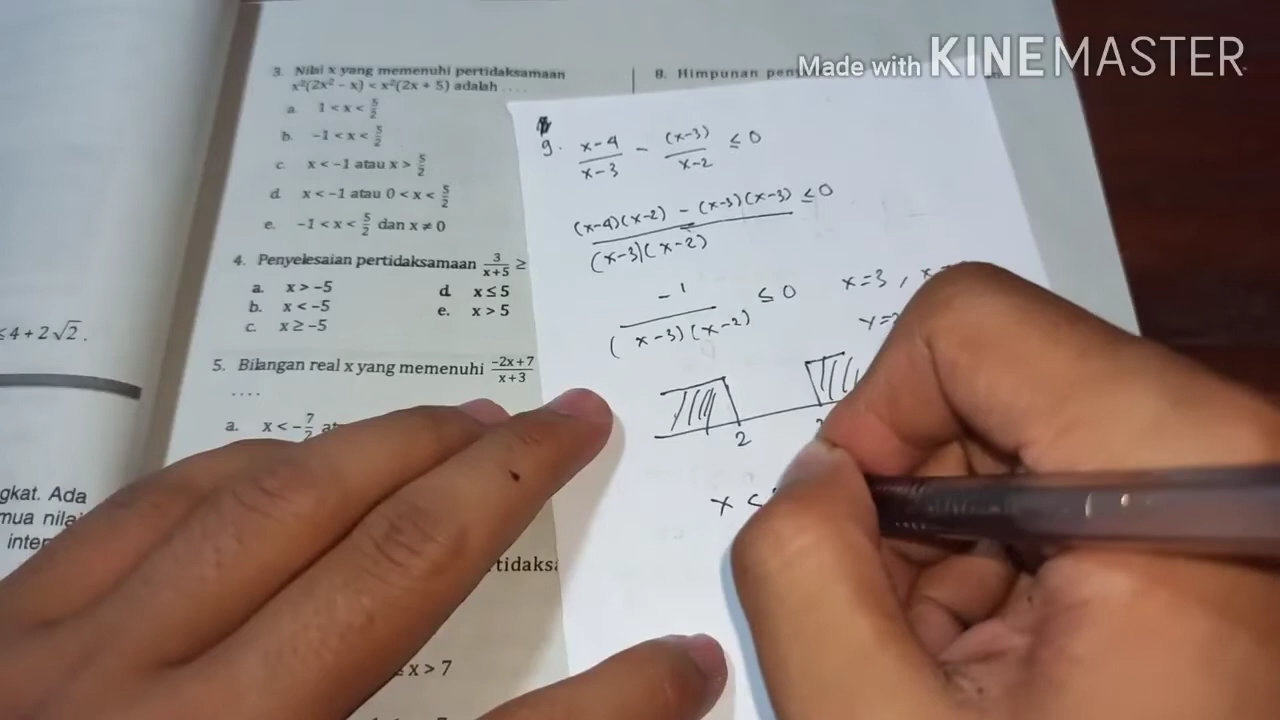 Made with KINEMASTER
3. Nilai x yang memenuhi pertidaksamaan
x²(2x² - x) < x²(2x + 5) adalah ....
a. 1 < x < 5/2
b. -1 < x < 5/2
c. x < -1 atau x > 5/2
d. x < -1 atau 0 < x < 5/2
e. -1 < x < 5/2 dan x ≠ 0
4. Penyelesaian pertidaksamaan 3/(x+5) ≥
a. x > -5
b. x < -5
c. x ≥ -5
d. x ≤ 5
e. x > 5
5. Bilangan real x yang memenuhi (-2x+7)/(x+3)
....
a. x < -7/2
x > 7
8. Himpunan
≤ 4 + 2√2.
gkat. Ada
mua
9. (x-4)/(x-3) - (x-3)/(x-2) ≤ 0
((x-4)(x-2) - (x-3)(x-3))/((x-3)(x-2)) ≤ 0
-1/((x-3)(x-2)) ≤ 0
x=3,
2
x <